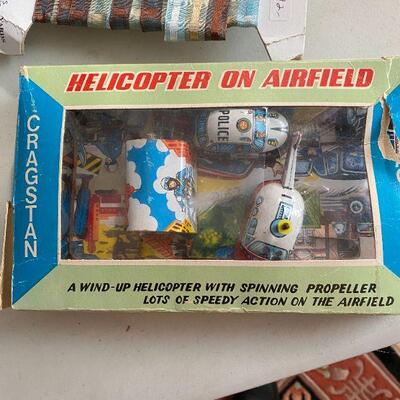 HELICOPTER ON AIRFIELD
CRAGSTAN
POLICE
A WIND-UP HELICOPTER WITH SPINNING PROPELLER
LOTS OF SPEEDY ACTION ON THE AIRFIELD